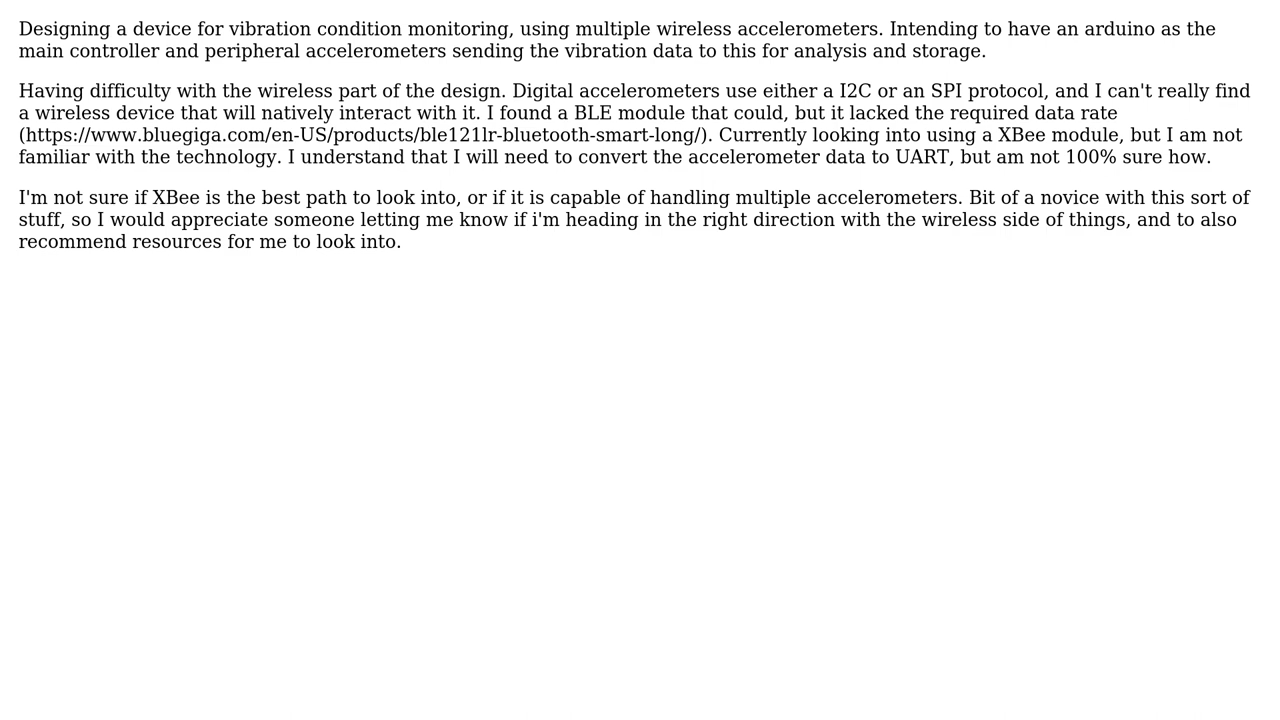 Designing a device for vibration condition monitoring, using multiple wireless accelerometers. Intending to have an arduino as the
main controller and peripheral accelerometers sending the vibration data to this for analysis and storage.
Having difficulty with the wireless part of the design. Digital accelerometers use either a I2C or an SPI protocol, and I can't really find
a wireless device that will natively interact with it. I found a BLE module that could, but it lacked the required data rate
(https://www.bluegiga.com/en-US/products/ble121lr-bluetooth-smart-long/). Currently looking into using a XBee module, but I am not
familiar with the technology. I understand that I will need to convert the accelerometer data to UART, but am not 100% sure how.
I'm not sure if XBee is the best path to look into, or if it is capable of handling multiple accelerometers. Bit of a novice with this sort of
stuff, so I would appreciate someone letting me know if i'm heading in the right direction with the wireless side of things, and to also
recommend resources for me to look into.